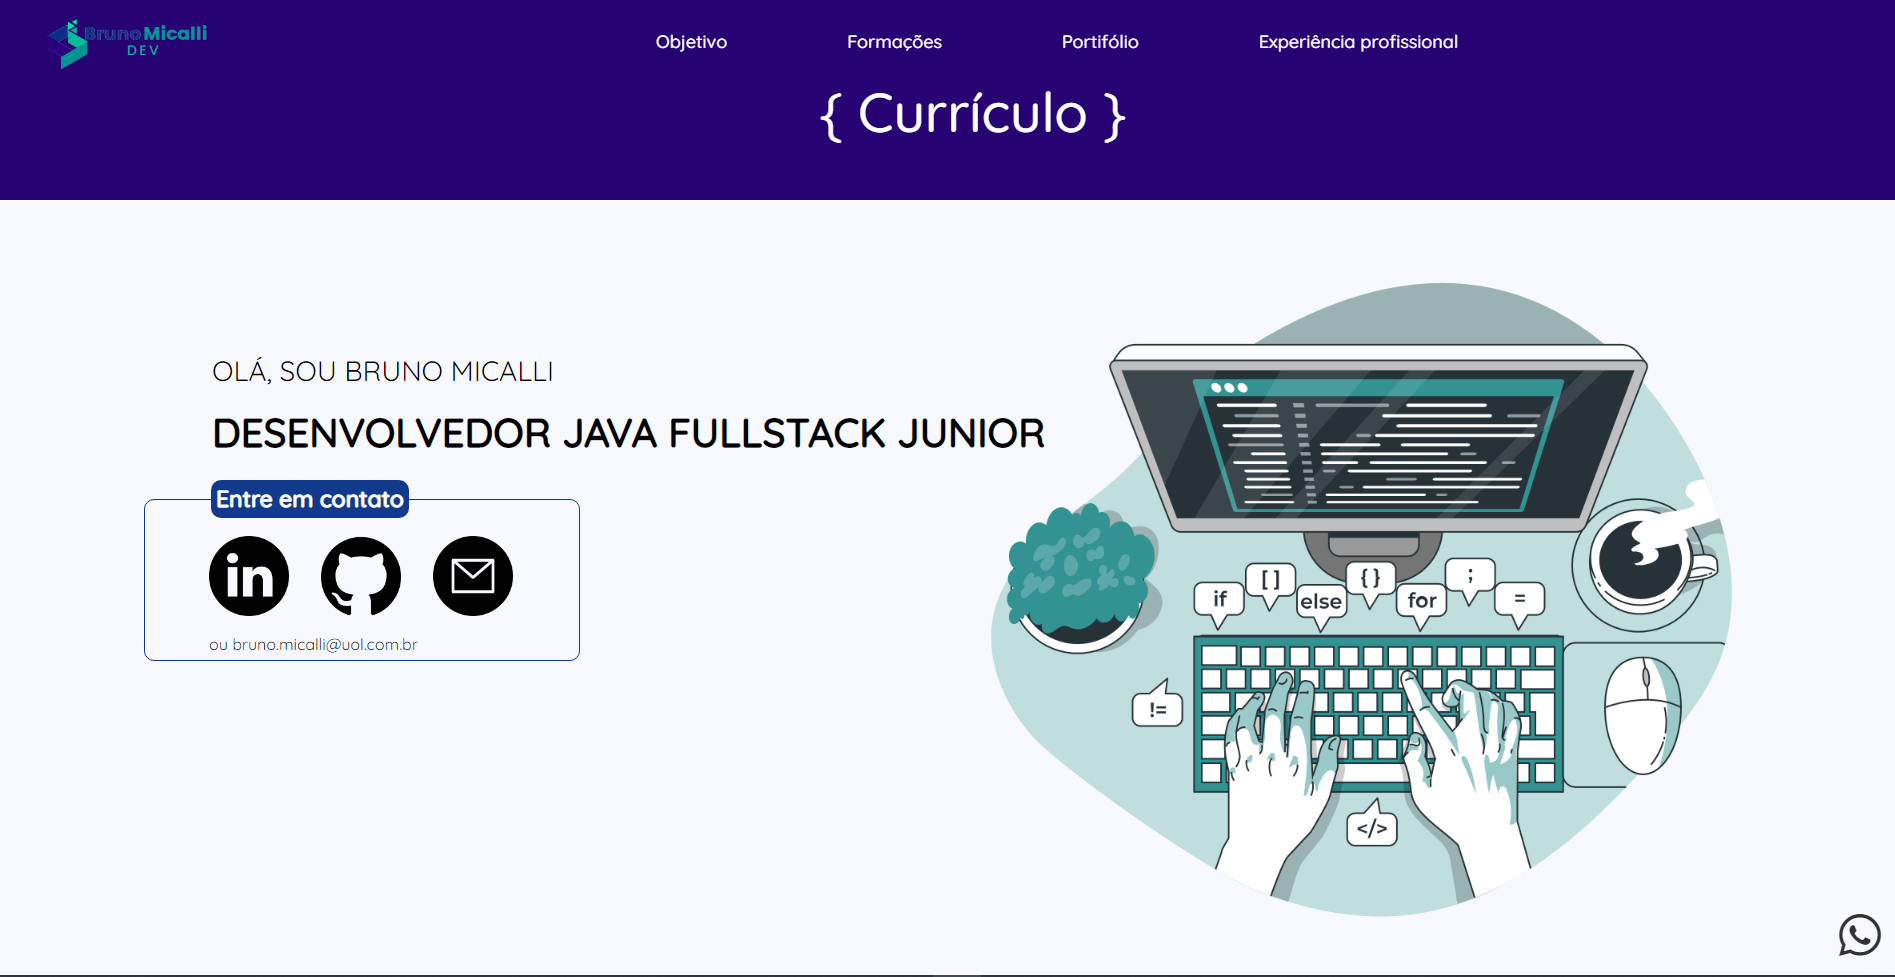 BrunoMicalli
DEV
Objetivo
Formações
Portifólio
Experiência profissional
{ Currículo }
OLÁ, SOU BRUNO MICALLI
DESENVOLVEDOR JAVA FULLSTACK JUNIOR
Entre em contato
in
ou bruno.micalli@uol.com.br
if
[ ]
else
{ }
for
;
=
!=
</>